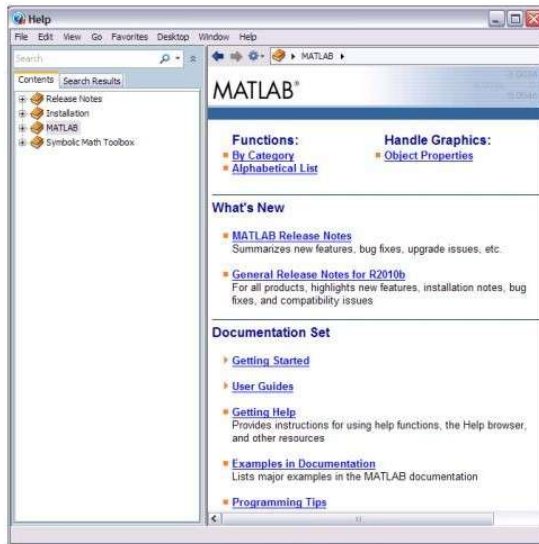 Help
File Edit View Go Favorites Desktop Window Help
Search
Contents Search Results
Release Notes
Installation
MATLAB
Symbolic Math Toolbox
MATLAB
MATLAB®
Functions:
By Category
Alphabetical List
Handle Graphics:
Object Properties
What's New
MATLAB Release Notes
Summarizes new features, bug fixes, upgrade issues, etc.
General Release Notes for R2010b
For all products, highlights new features, installation notes, bug
fixes, and compatibility issues
Documentation Set
Getting Started
User Guides
Getting Help
Provides instructions for using help functions, the Help browser,
and other resources
Examples in Documentation
Lists major examples in the MATLAB documentation
Programming Tips